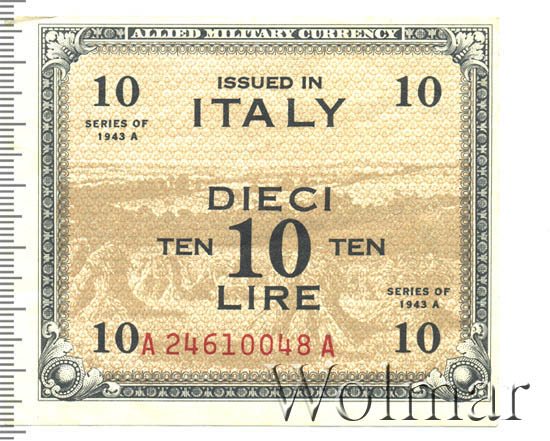 ALLIED MILITARY CURRENCY
10 ISSUED IN 10
ITALY
SERIES OF
1943 A
DIECI
TEN 10 TEN
LIRE
SERIES OF
1943 A
10 A 24610048 A 10
Wolmar